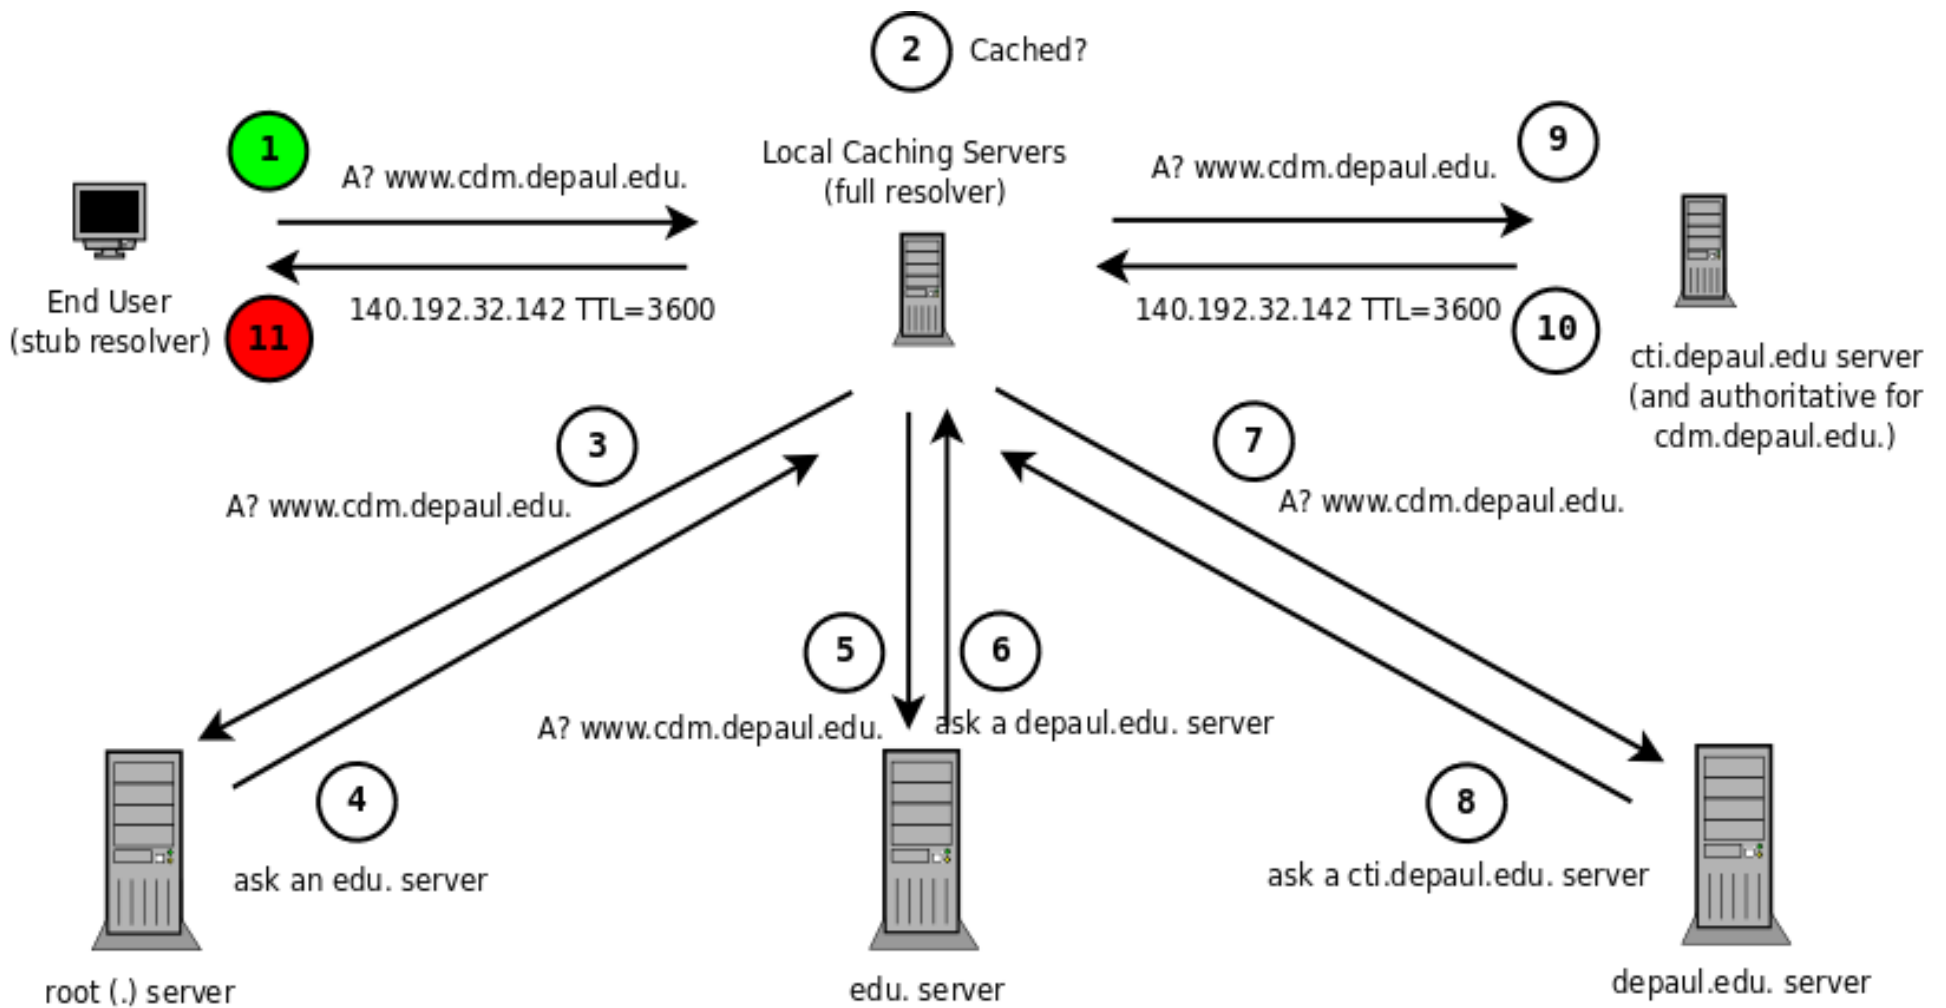 2 Cached?
1
A? www.cdm.depaul.edu.
Local Caching Servers
(full resolver)
A? www.cdm.depaul.edu.
9
End User
(stub resolver)
11
140.192.32.142 TTL=3600
140.192.32.142 TTL=3600
10
cti.depaul.edu server
(and authoritative for
cdm.depaul.edu.)
3
A? www.cdm.depaul.edu.
7
A? www.cdm.depaul.edu.
5
6
A? www.cdm.depaul.edu.
ask a depaul.edu. server
4
ask an edu. server
8
ask a cti.depaul.edu. server
root (.) server
edu. server
depaul.edu. server